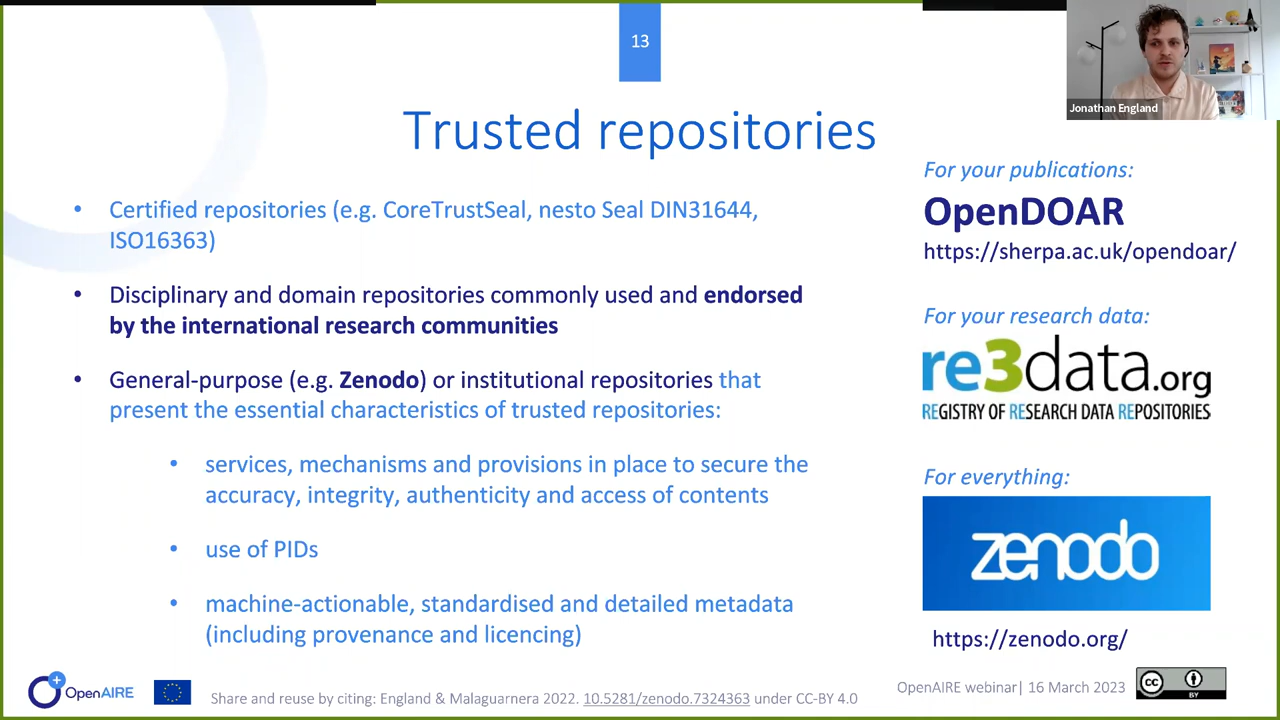 13
Jonathan England
Trusted repositories
• Certified repositories (e.g. CoreTrustSeal, nesto Seal DIN31644,
ISO16363)
• Disciplinary and domain repositories commonly used and endorsed
by the international research communities
• General-purpose (e.g. Zenodo) or institutional repositories that
present the essential characteristics of trusted repositories:
• services, mechanisms and provisions in place to secure the
accuracy, integrity, authenticity and access of contents
• use of PIDs
• machine-actionable, standardised and detailed metadata
(including provenance and licencing)
For your publications:
OpenDOAR
https://sherpa.ac.uk/opendoar/
For your research data:
re3data.org
REGISTRY OF RESEARCH DATA REPOSITORIES
For everything:
zenodo
https://zenodo.org/
OpenAIRE
Share and reuse by citing: England & Malaguarnera 2022. 10.5281/zenodo.7324363 under CC-BY 4.0
OpenAIRE webinar| 16 March 2023
cc
BY